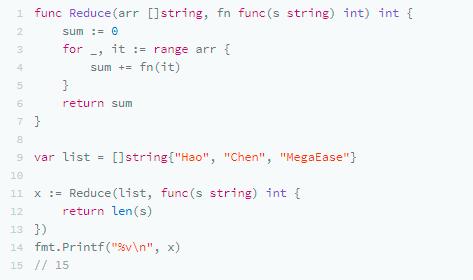 1 func Reduce(arr []string, fn func(s string) int) int {
2     sum := 0
3     for _, it := range arr {
4         sum += fn(it)
5     }
6     return sum
7 }
8
9 var list = []string{"Hao", "Chen", "MegaEase"}
10
11 x := Reduce(list, func(s string) int {
12     return len(s)
13 })
14 fmt.Printf("%v\n", x)
15 // 15